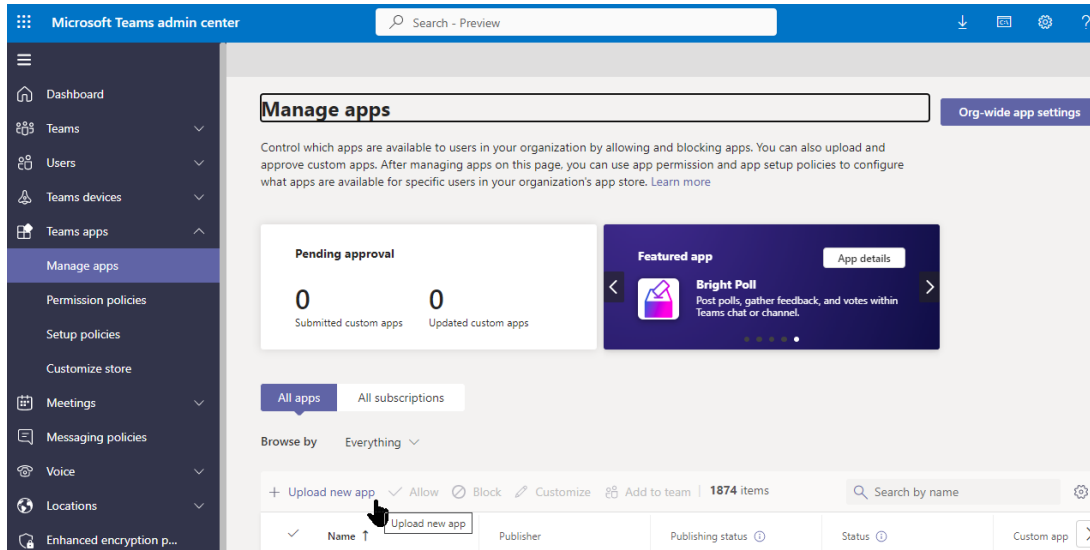 Microsoft Teams admin center
Search - Preview
Dashboard
Teams
Users
Teams devices
Teams apps
Manage apps
Permission policies
Setup policies
Customize store
Meetings
Messaging policies
Voice
Locations
Enhanced encryption p...
Manage apps
Org-wide app settings
Control which apps are available to users in your organization by allowing and blocking apps. You can also upload and
approve custom apps. After managing apps on this page, you can use app permission and app setup policies to configure
what apps are available for specific users in your organization's app store. Learn more
Pending approval
0 0
Submitted custom apps Updated custom apps
Featured app App details
Bright Poll
Post polls, gather feedback, and votes within
Teams chat or channel.
All apps All subscriptions
Browse by Everything
+ Upload new app Allow Block Customize Add to team | 1874 items Search by name
Upload new app
Name ↑ Publisher Publishing status Status Custom app